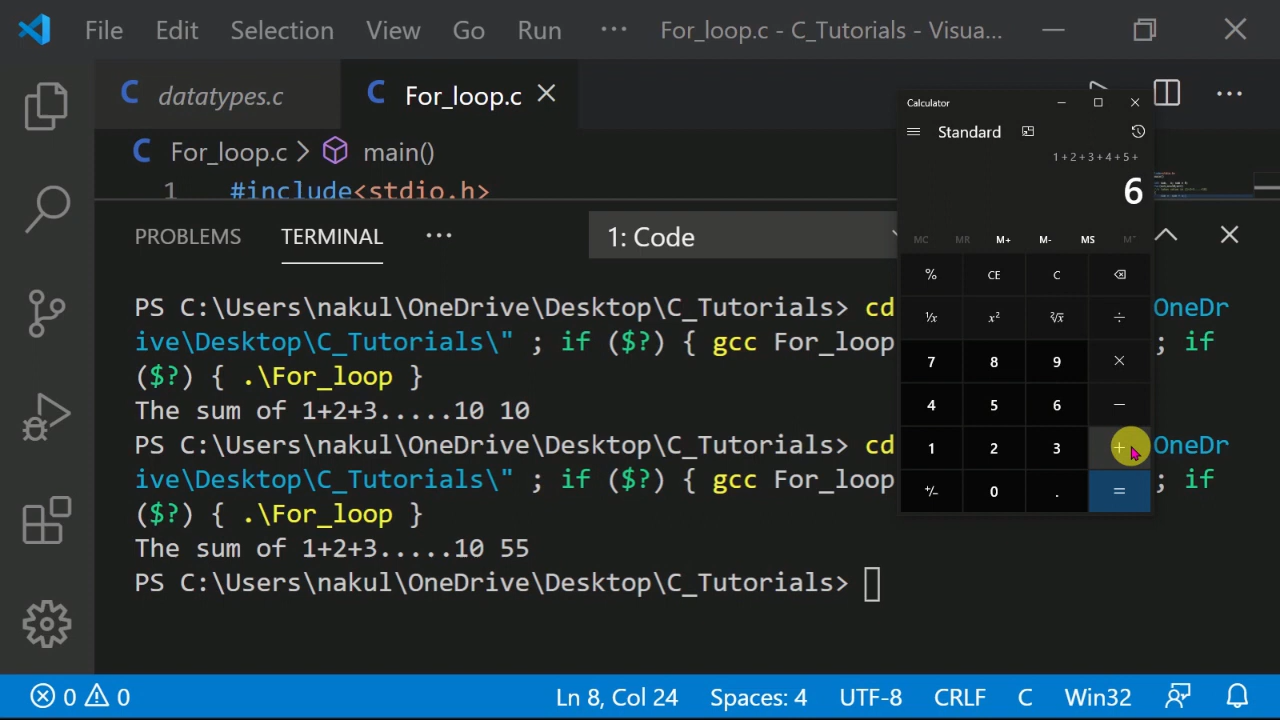 File Edit Selection View Go Run ··· For_loop.c - C_Tutorials - Visua...
C datatypes.c C For_loop.c
C For_loop.c > main()
1 #include<stdio.h>
PROBLEMS TERMINAL ··· 1: Code
PS C:\Users\nakul\OneDrive\Desktop\C_Tutorials> cd OneDr
ive\Desktop\C_Tutorials\" ; if ($?) { gcc For_loop ; if
($?) { .\For_loop }
The sum of 1+2+3.....10 10
PS C:\Users\nakul\OneDrive\Desktop\C_Tutorials> cd OneDr
ive\Desktop\C_Tutorials\" ; if ($?) { gcc For_loop ; if
($?) { .\For_loop }
The sum of 1+2+3.....10 55
PS C:\Users\nakul\OneDrive\Desktop\C_Tutorials>
Calculator
Standard
1 + 2 + 3 + 4 + 5 +
6
MC MR M+ M- MS
% CE C
¹/x x² ²√x ÷
7 8 9 ×
4 5 6 −
1 2 3 +
+/− 0 . =
0 0 Ln 8, Col 24 Spaces: 4 UTF-8 CRLF C Win32